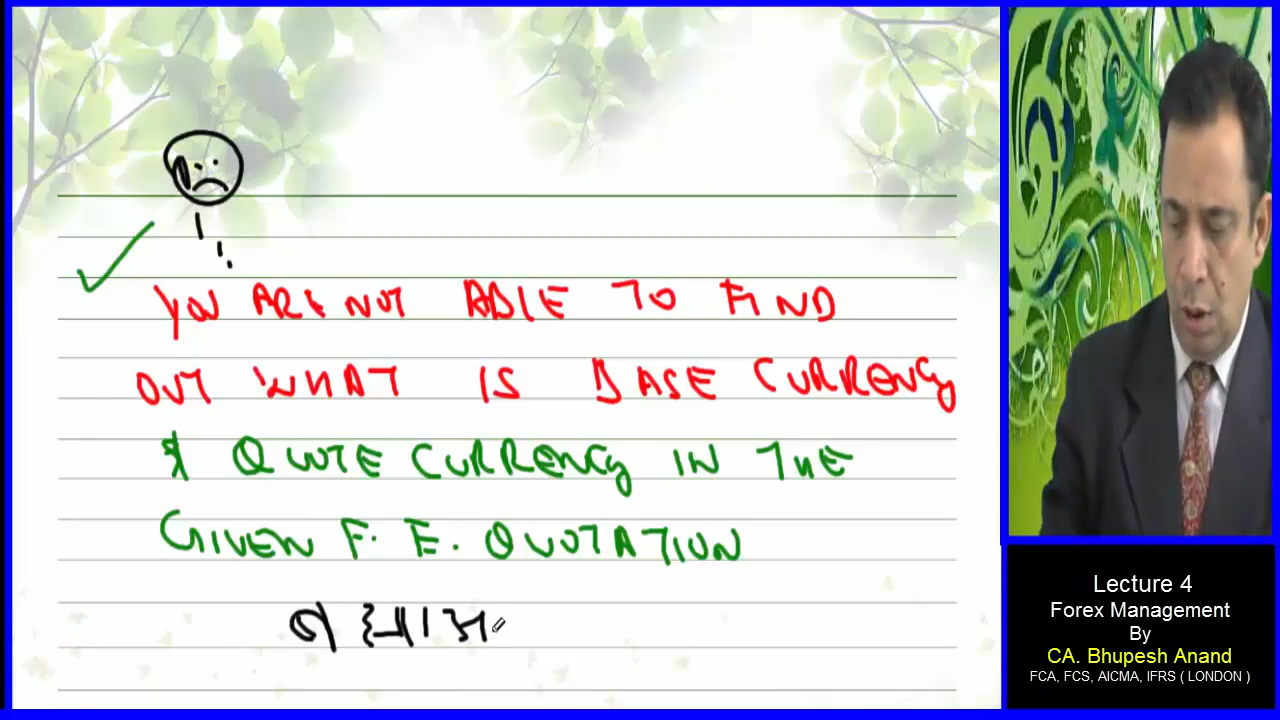 YOU ARE NOT ABLE TO FIND
OUT WHAT IS BASE CURRENCY
& QUOTE CURRENCY IN THE
GIVEN F. E. QUOTATION
Lecture 4
Forex Management
By
CA. Bhupesh Anand
FCA, FCS, AICMA, IFRS ( LONDON )